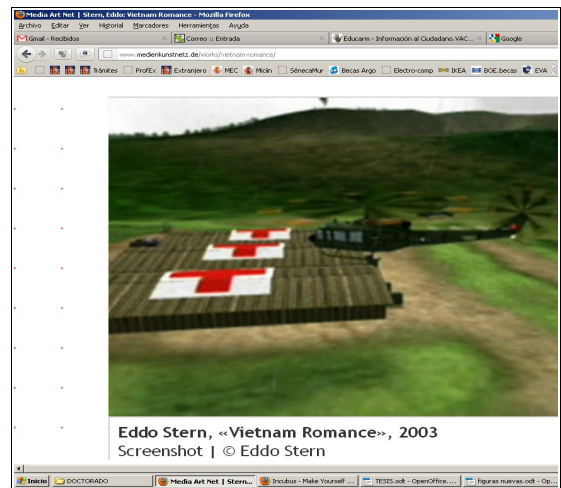 Media Art Net | Stern, Eddo: Vietnam Romance - Mozilla Firefox
Archivo Editar Ver Historial Marcadores Herramientas Ayuda
Gmail - Recibidos Correo :: Entrada Educarm - Información al Ciudadano.VAC... Google
www.medienkunstnetz.de/works/vietnam-romance/
Trámites ProfEx Extranjero MEC Miciin SénecaMur Becas Argo Electro-comp IKEA BOE.becas EVA
Eddo Stern, «Vietnam Romance», 2003
Screenshot | © Eddo Stern
Inicio DOCTORADO Media Art Net | Stern... Incubus - Make Yourself ... TESIS.odt - OpenOffice.... figuras nuevas.odt - Op...